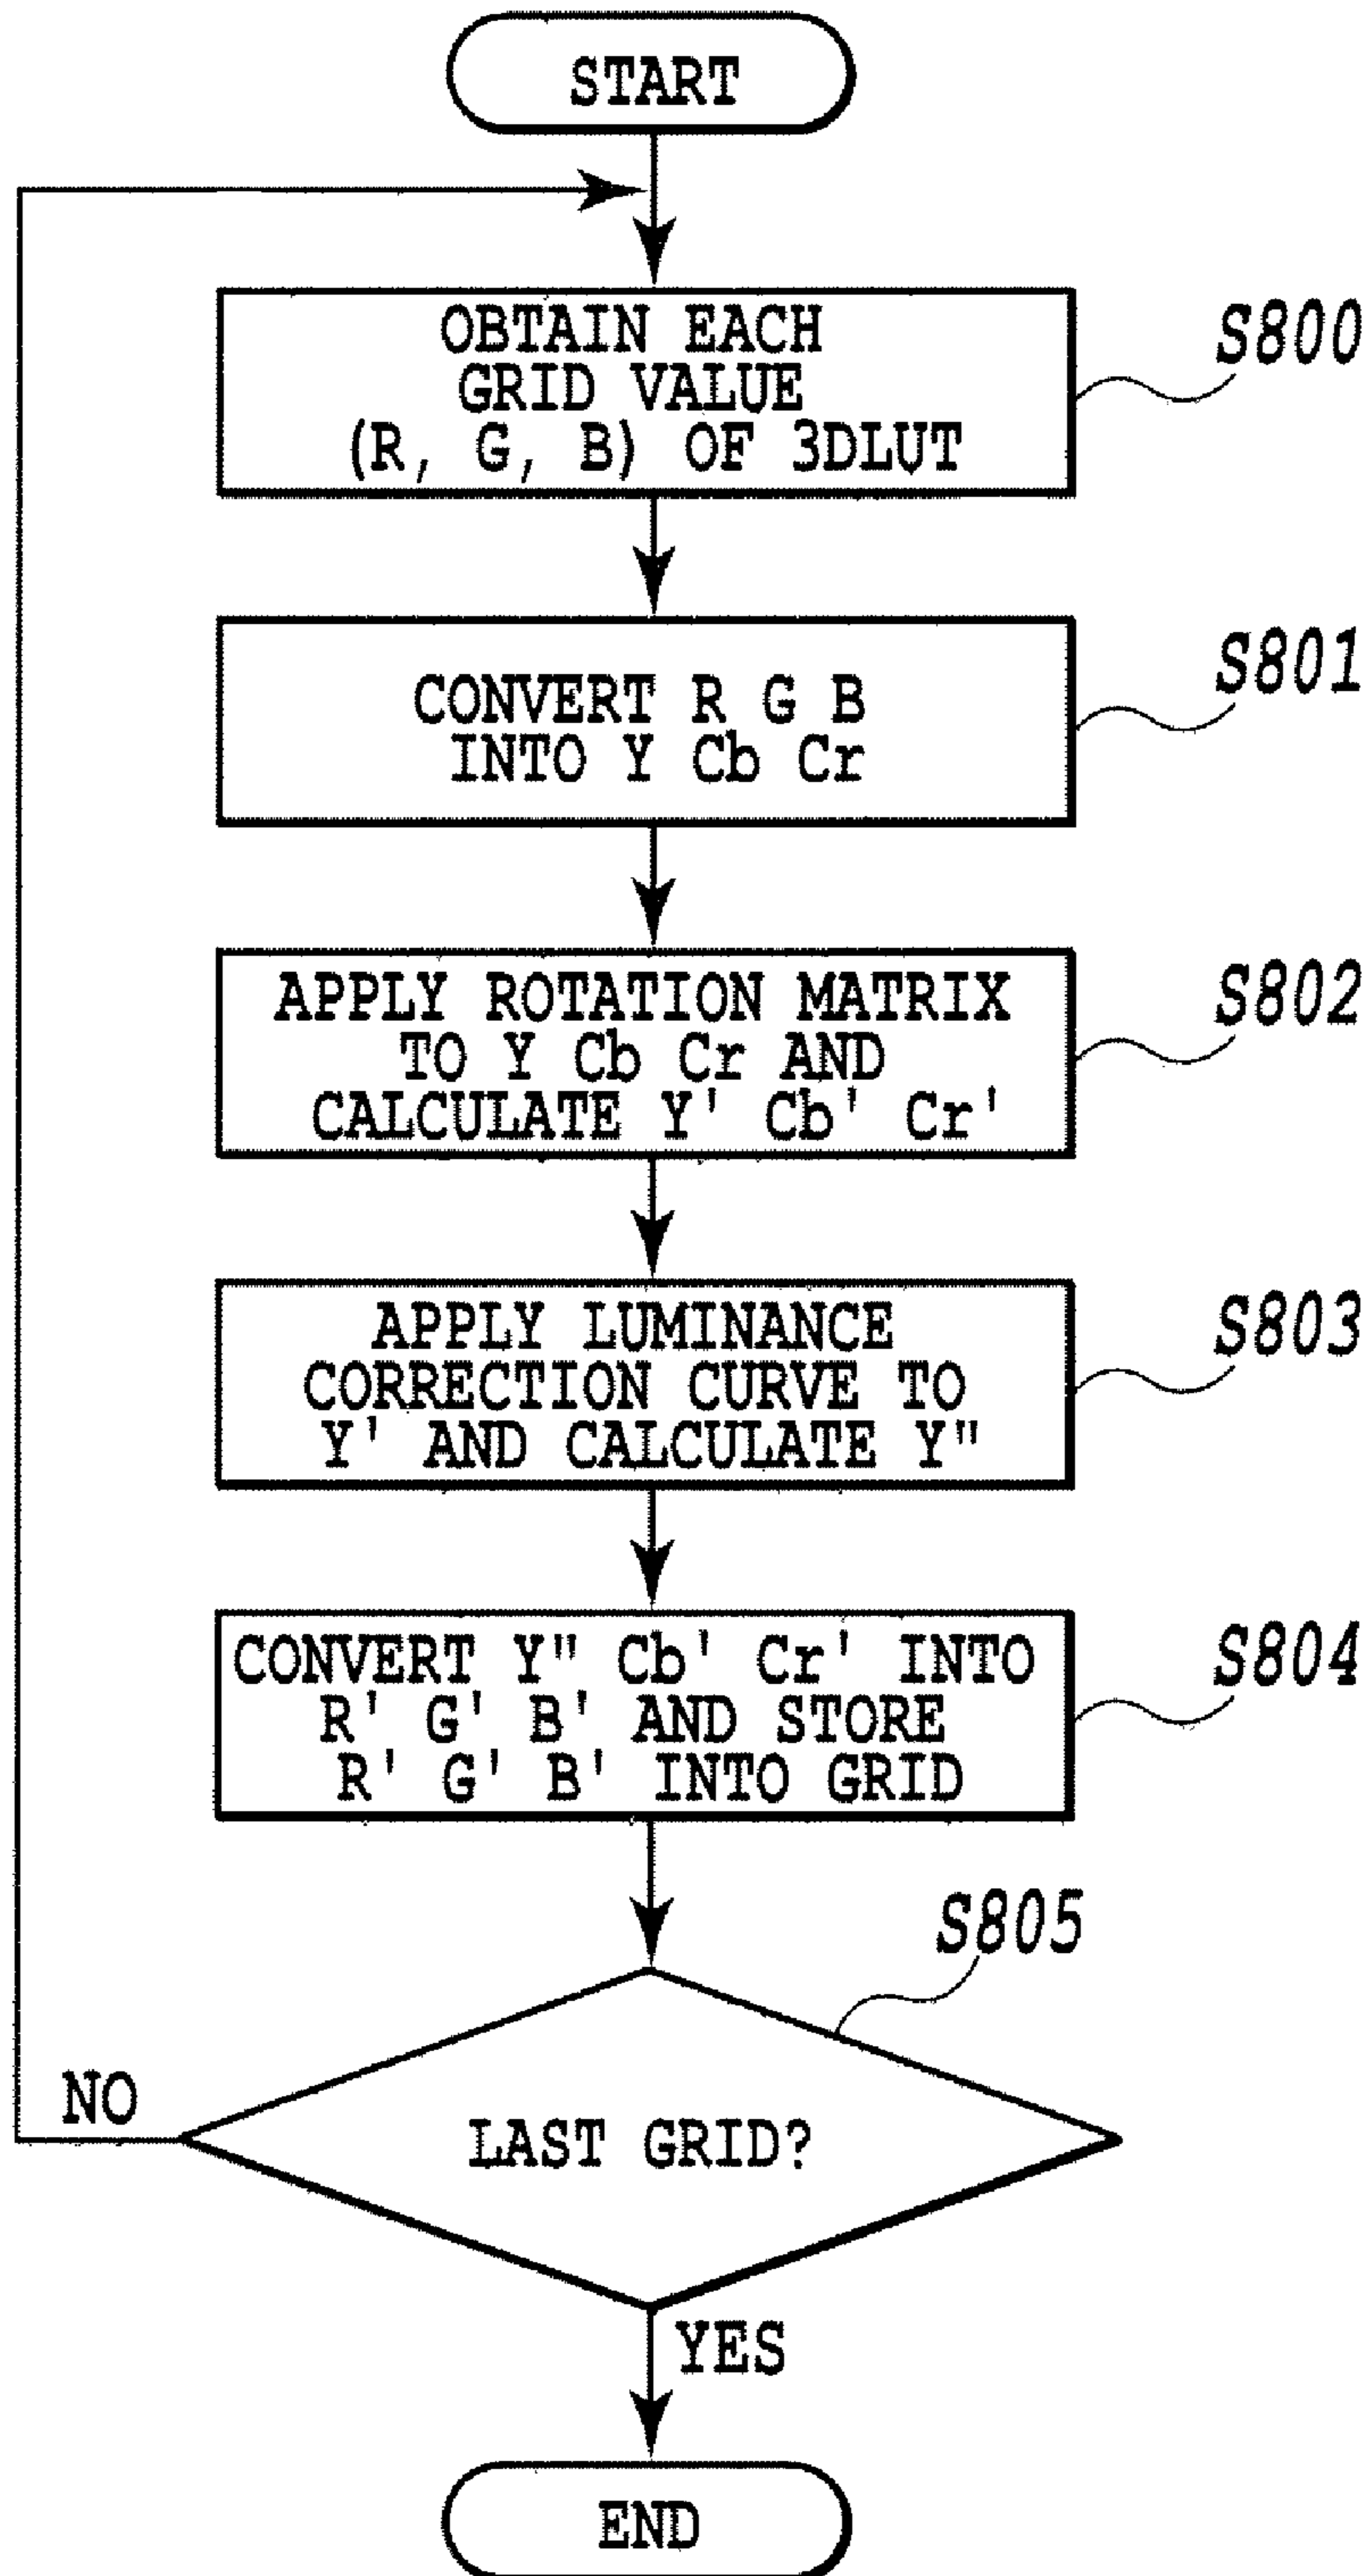 START
OBTAIN EACH
GRID VALUE
(R, G, B) OF 3DLUT
S800
CONVERT R G B
INTO Y Cb Cr
S801
APPLY ROTATION MATRIX
TO Y Cb Cr AND
CALCULATE Y' Cb' Cr'
S802
APPLY LUMINANCE
CORRECTION CURVE TO
Y' AND CALCULATE Y"
S803
CONVERT Y" Cb' Cr' INTO
R' G' B' AND STORE
R' G' B' INTO GRID
S804
S805
LAST GRID?
NO
YES
END